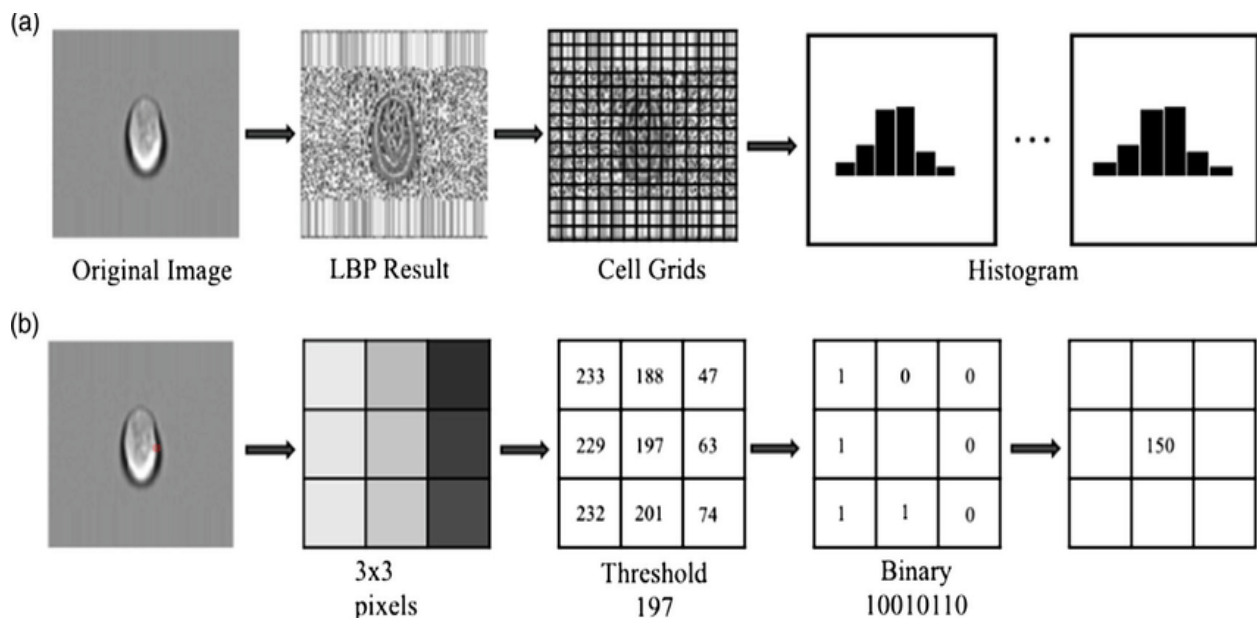 (a)
Original Image
LBP Result
Cell Grids
...
Histogram
(b)
233 188 47
229 197 63
232 201 74
1 0 0
1 0
1 1 0
150
3x3
pixels
Threshold
197
Binary
10010110